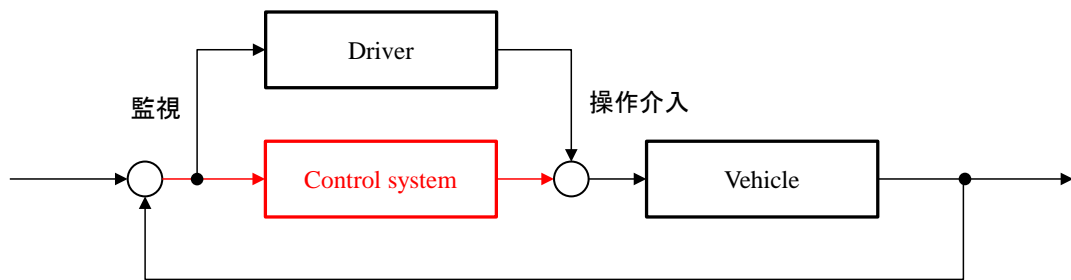 Driver
監視
操作介入
Control system
Vehicle